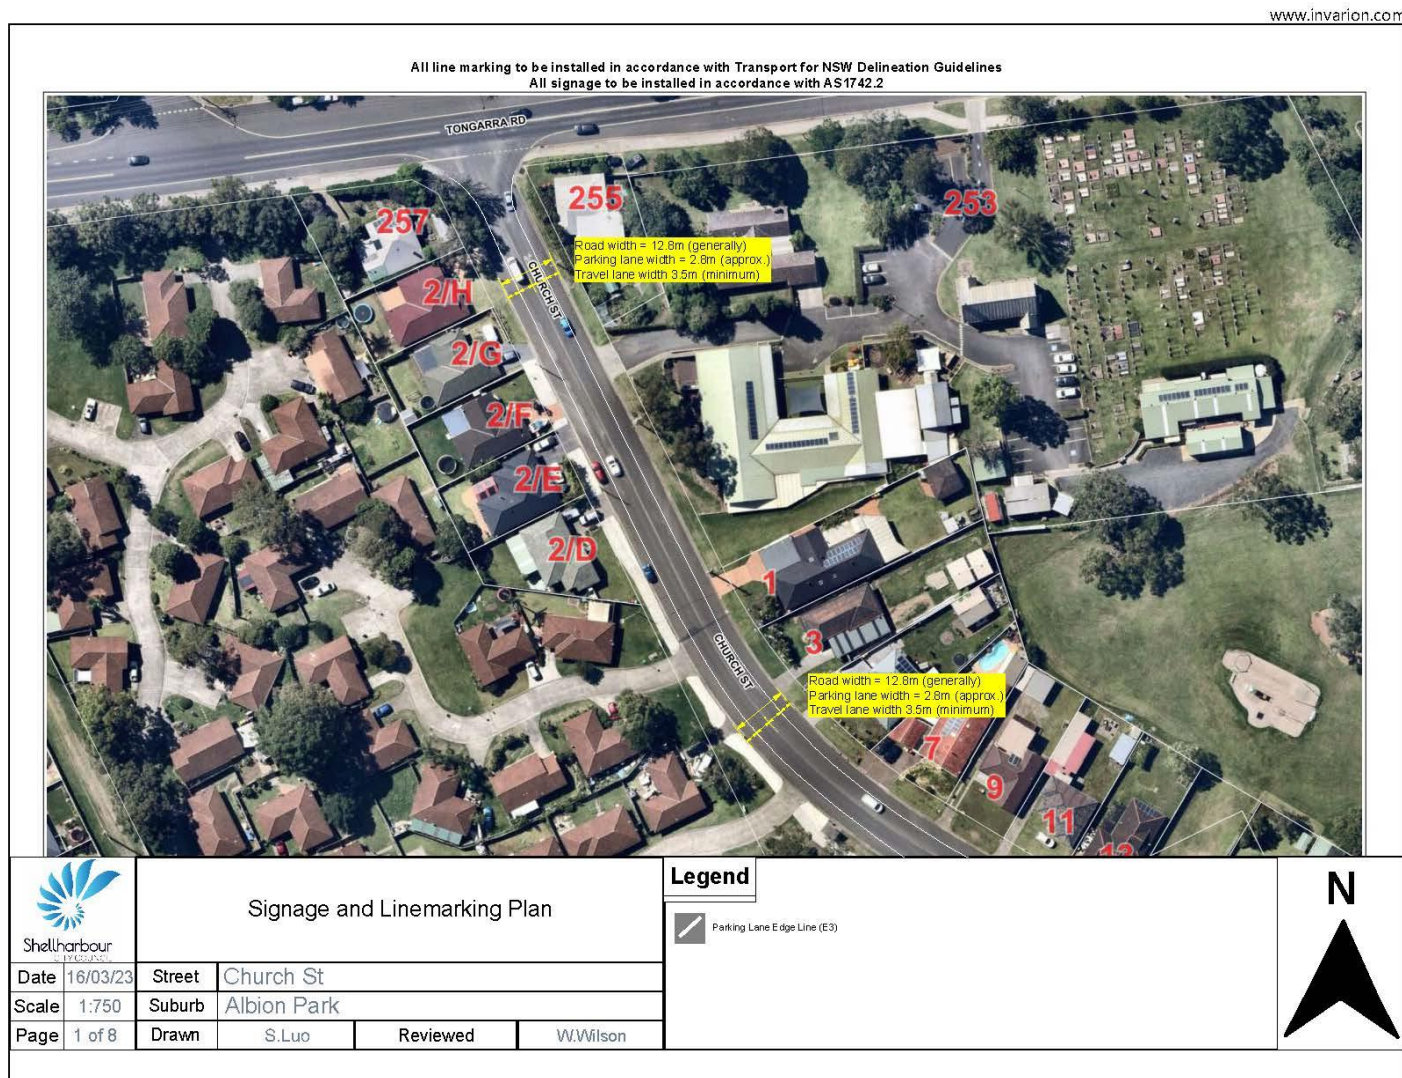 www.invarion.com
All line marking to be installed in accordance with Transport for NSW Delineation Guidelines
All signage to be installed in accordance with AS1742.2
TONGARRA RD
257
255
253
Road width = 12.8m (generally)
Parking lane width = 2.8m (approx.)
Travel lane width 3.5m (minimum)
CHURCH ST
2/H
2/G
2/F
2/E
2/D
1
3
CHURCH ST
Road width = 12.8m (generally)
Parking lane width = 2.8m (approx.)
Travel lane width 3.5m (minimum)
7
9
11
13
Shellharbour
CITY COUNCIL
Signage and Linemarking Plan
Date 16/03/23 Street Church St
Scale 1:750 Suburb Albion Park
Page 1 of 8 Drawn S.Luo Reviewed W.Wilson
Legend
Parking Lane Edge Line (E3)
N